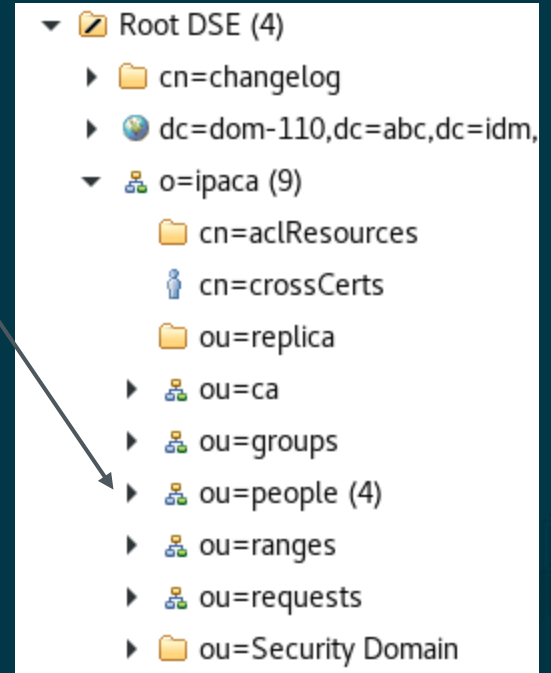 Root DSE (4)
cn=changelog
dc=dom-110,dc=abc,dc=idm,
o=ipaca (9)
cn=aclResources
cn=crossCerts
ou=replica
ou=ca
ou=groups
ou=people (4)
ou=ranges
ou=requests
ou=Security Domain